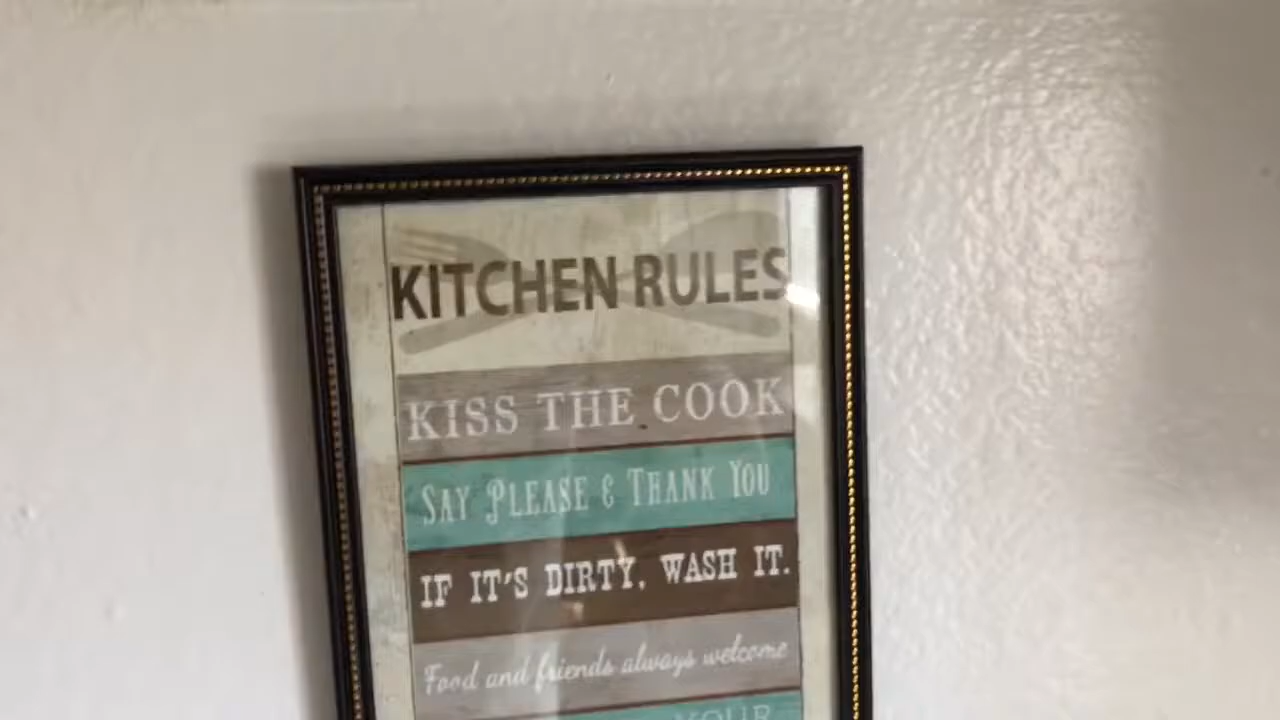 KITCHEN RULES
KISS THE COOK
SAY PLEASE & THANK YOU
IF IT'S DIRTY, WASH IT.
Food and friends always welcome
YOUR